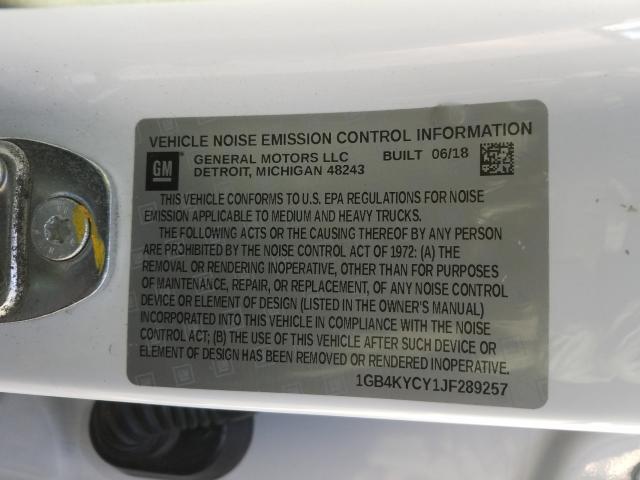 VEHICLE NOISE EMISSION CONTROL INFORMATION
GM GENERAL MOTORS LLC BUILT 06/18
DETROIT, MICHIGAN 48243
THIS VEHICLE CONFORMS TO U.S. EPA REGULATIONS FOR NOISE
EMISSION APPLICABLE TO MEDIUM AND HEAVY TRUCKS.
THE FOLLOWING ACTS OR THE CAUSING THEREOF BY ANY PERSON
ARE PROHIBITED BY THE NOISE CONTROL ACT OF 1972: (A) THE
REMOVAL OR RENDERING INOPERATIVE, OTHER THAN FOR PURPOSES
OF MAINTENANCE, REPAIR, OR REPLACEMENT, OF ANY NOISE CONTROL
DEVICE OR ELEMENT OF DESIGN (LISTED IN THE OWNER'S MANUAL)
INCORPORATED INTO THIS VEHICLE IN COMPLIANCE WITH THE NOISE
CONTROL ACT; (B) THE USE OF THIS VEHICLE AFTER SUCH DEVICE OR
ELEMENT OF DESIGN HAS BEEN REMOVED OR RENDERED INOPERATIVE.
1GB4KYCY1JF289257